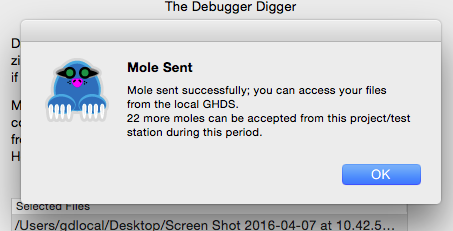 The Debugger Digger
D
zi
if
Mole Sent
Mole sent successfully; you can access your files
from the local GHDS.
22 more moles can be accepted from this project/test
station during this period.
M
co
fro
H
OK
Selected Files
/Users/gdlocal/Desktop/Screen Shot 2016-04-07 at 10.42.5...